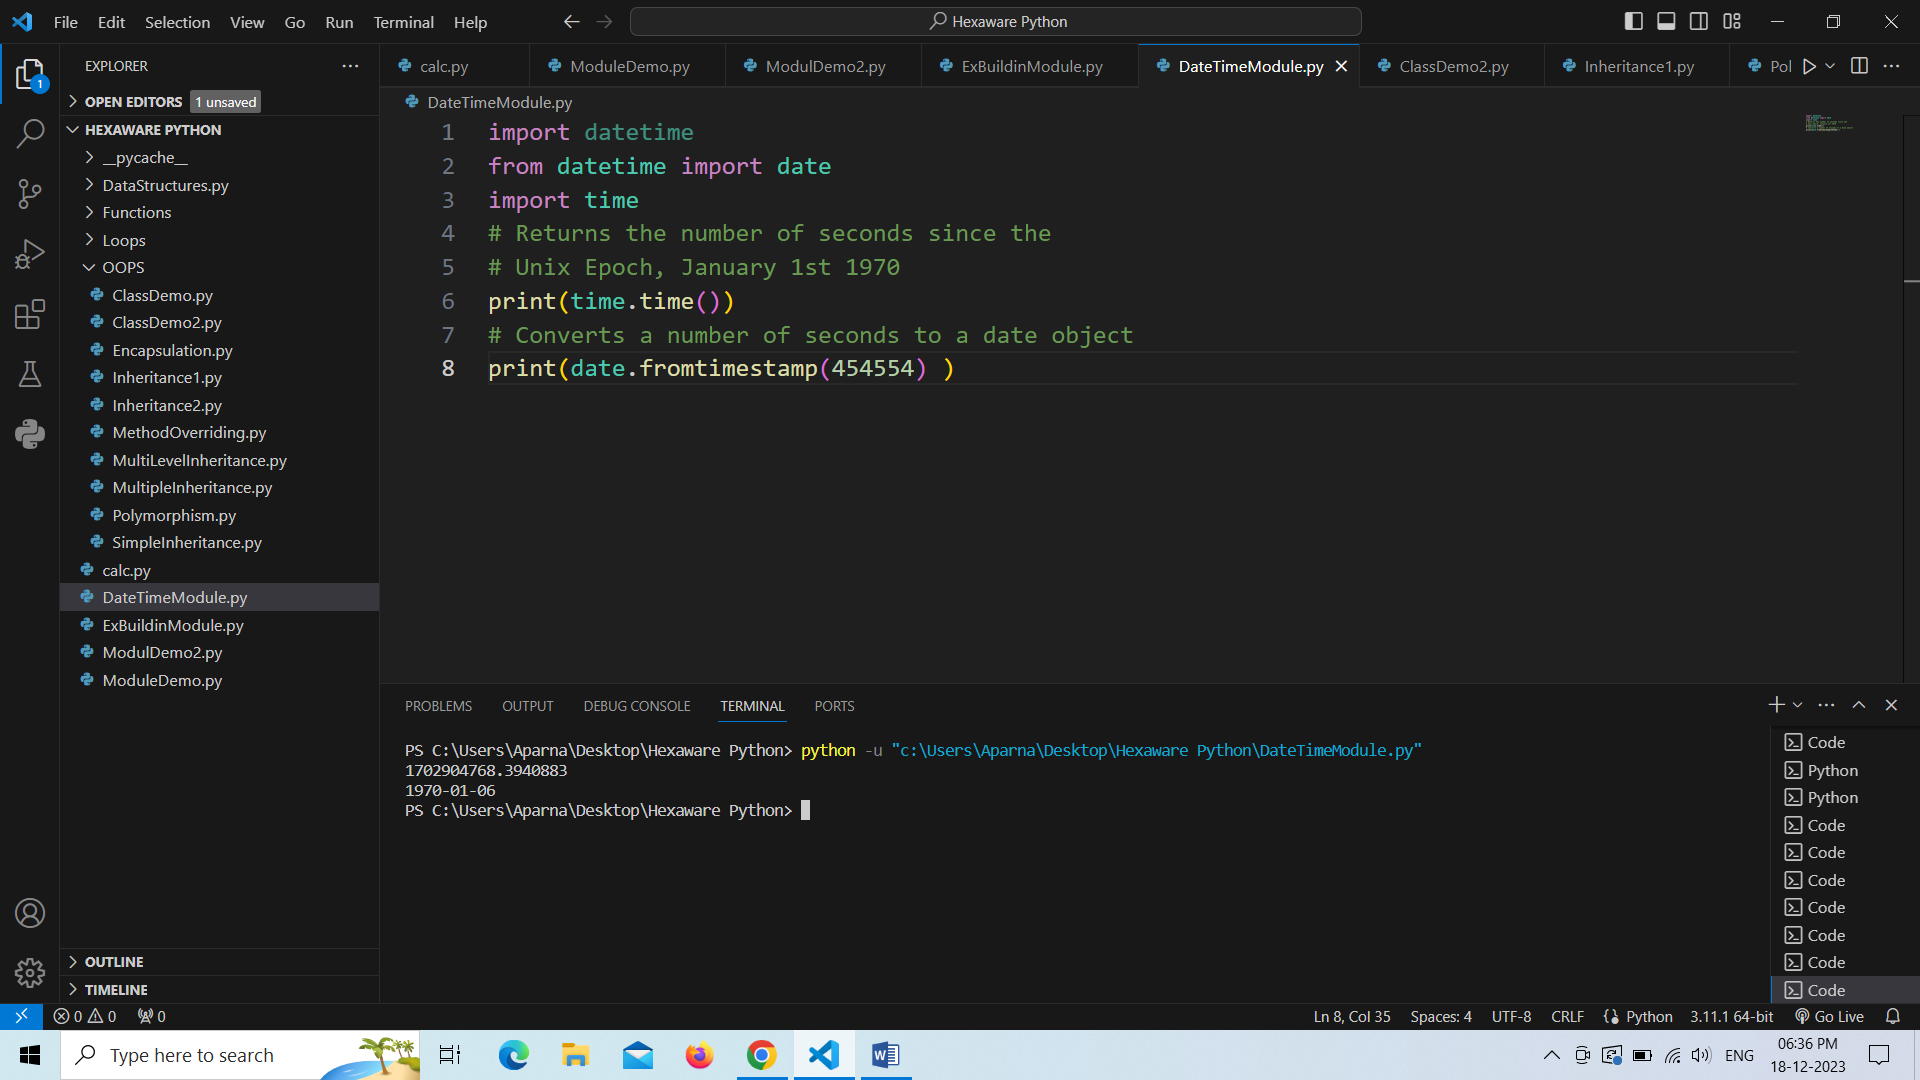 File Edit Selection View Go Run Terminal Help
Hexaware Python
EXPLORER
calc.py ModuleDemo.py ModulDemo2.py ExBuildinModule.py DateTimeModule.py ClassDemo2.py Inheritance1.py Pol
OPEN EDITORS 1 unsaved
HEXAWARE PYTHON
__pycache__
DataStructures.py
Functions
Loops
OOPS
ClassDemo.py
ClassDemo2.py
Encapsulation.py
Inheritance1.py
Inheritance2.py
MethodOverriding.py
MultiLevelInheritance.py
MultipleInheritance.py
Polymorphism.py
SimpleInheritance.py
calc.py
DateTimeModule.py
ExBuildinModule.py
ModulDemo2.py
ModuleDemo.py
OUTLINE
TIMELINE
1
DateTimeModule.py
1 import datetime
2 from datetime import date
3 import time
4 # Returns the number of seconds since the
5 # Unix Epoch, January 1st 1970
6 print(time.time())
7 # Converts a number of seconds to a date object
8 print(date.fromtimestamp(454554) )
PROBLEMS OUTPUT DEBUG CONSOLE TERMINAL PORTS
PS C:\Users\Aparna\Desktop\Hexaware Python> python -u "c:\Users\Aparna\Desktop\Hexaware Python\DateTimeModule.py"
1702904768.3940883
1970-01-06
PS C:\Users\Aparna\Desktop\Hexaware Python>
Code
Python
Python
Code
Code
Code
Code
Code
Code
Code
0 0 0 Ln 8, Col 35 Spaces: 4 UTF-8 CRLF Python 3.11.1 64-bit Go Live
Type here to search
ENG
06:36 PM
18-12-2023